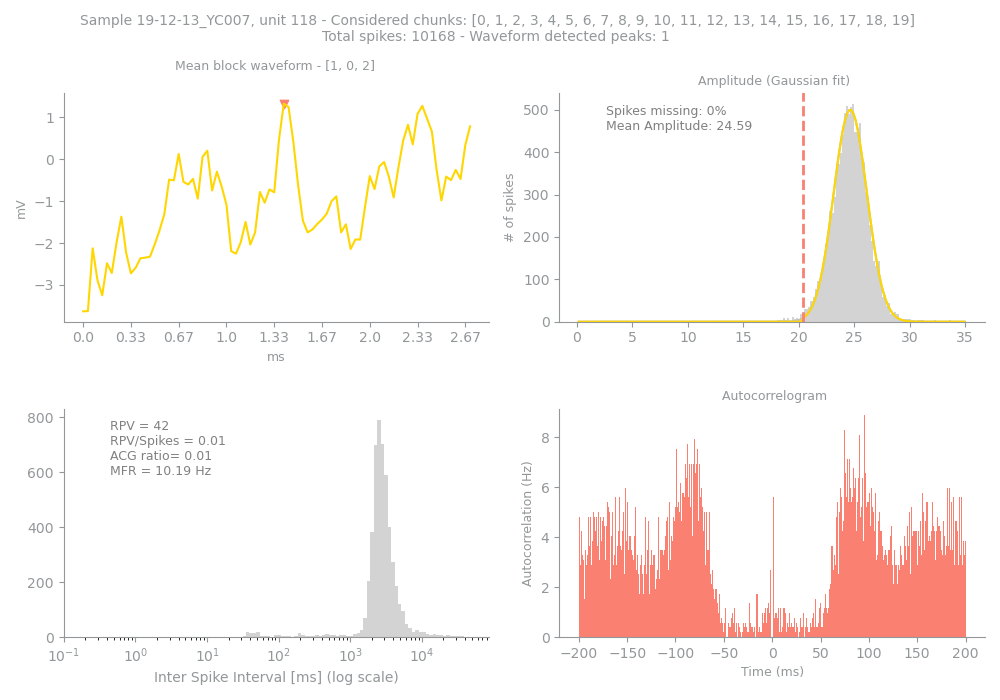 Sample 19-12-13_YC007, unit 118 - Considered chunks: [0, 1, 2, 3, 4, 5, 6, 7, 8, 9, 10, 11, 12, 13, 14, 15, 16, 17, 18, 19]
Total spikes: 10168 - Waveform detected peaks: 1
Mean block waveform - [1, 0, 2]
1
0
−1
−2
−3
mV
0.0 0.33 0.67 1.0 1.33 1.67 2.0 2.33 2.67
ms
Amplitude (Gaussian fit)
Spikes missing: 0%
Mean Amplitude: 24.59
500
400
300
200
100
0
# of spikes
0 5 10 15 20 25 30 35
RPV = 42
RPV/Spikes = 0.01
ACG ratio= 0.01
MFR = 10.19 Hz
800
600
400
200
0
10⁻¹ 10⁰ 10¹ 10² 10³ 10⁴
Inter Spike Interval [ms] (log scale)
Autocorrelogram
8
6
4
2
0
Autocorrelation (Hz)
−200 −150 −100 −50 0 50 100 150 200
Time (ms)